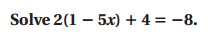 Solve 2(1 – 5x) + 4 = –8.